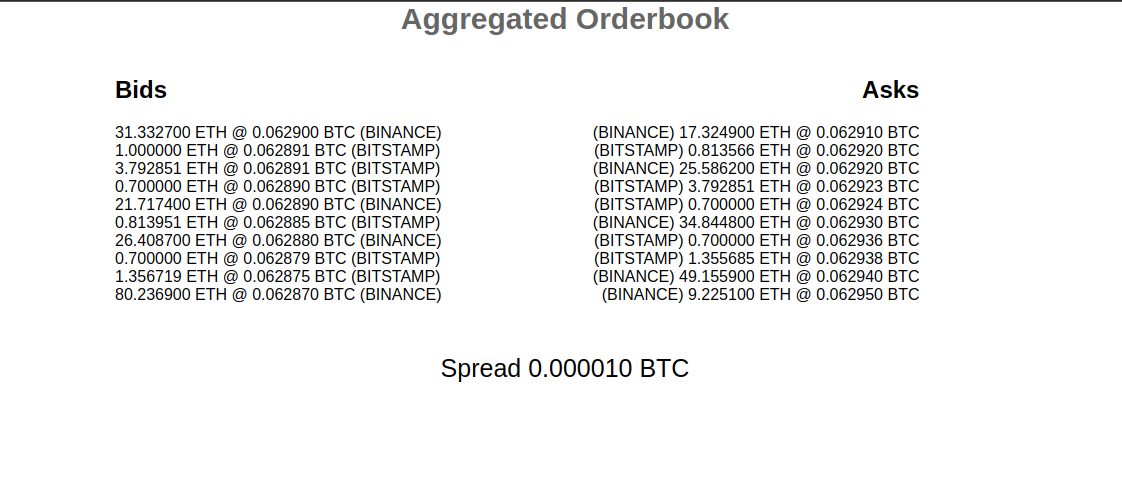 Aggregated Orderbook
Bids
31.332700 ETH @ 0.062900 BTC (BINANCE)
1.000000 ETH @ 0.062891 BTC (BITSTAMP)
3.792851 ETH @ 0.062891 BTC (BITSTAMP)
0.700000 ETH @ 0.062890 BTC (BITSTAMP)
21.717400 ETH @ 0.062890 BTC (BINANCE)
0.813951 ETH @ 0.062885 BTC (BITSTAMP)
26.408700 ETH @ 0.062880 BTC (BINANCE)
0.700000 ETH @ 0.062879 BTC (BITSTAMP)
1.356719 ETH @ 0.062875 BTC (BITSTAMP)
80.236900 ETH @ 0.062870 BTC (BINANCE)
Asks
(BINANCE) 17.324900 ETH @ 0.062910 BTC
(BITSTAMP) 0.813566 ETH @ 0.062920 BTC
(BINANCE) 25.586200 ETH @ 0.062920 BTC
(BITSTAMP) 3.792851 ETH @ 0.062923 BTC
(BITSTAMP) 0.700000 ETH @ 0.062924 BTC
(BINANCE) 34.844800 ETH @ 0.062930 BTC
(BITSTAMP) 0.700000 ETH @ 0.062936 BTC
(BITSTAMP) 1.355685 ETH @ 0.062938 BTC
(BINANCE) 49.155900 ETH @ 0.062940 BTC
(BINANCE) 9.225100 ETH @ 0.062950 BTC
Spread 0.000010 BTC